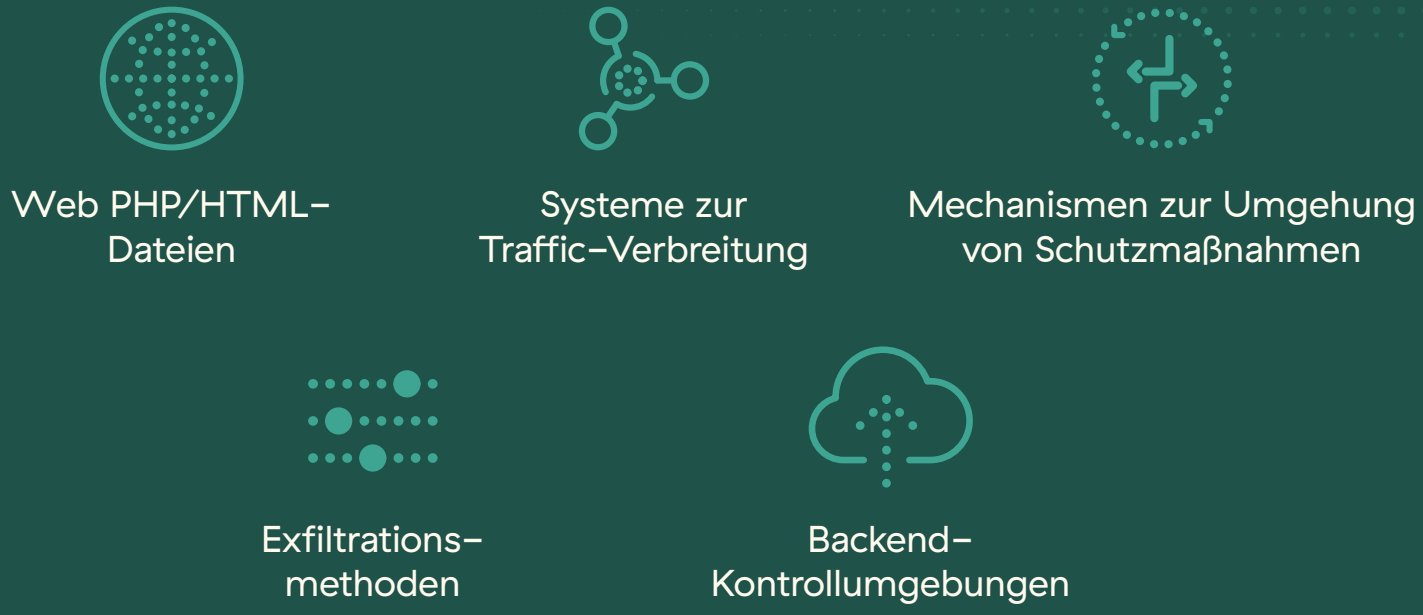 Web PHP/HTML-
Dateien
Systeme zur
Traffic-Verbreitung
Mechanismen zur Umgehung
von Schutzmaßnahmen
Exfiltrations-
methoden
Backend-
Kontrollumgebungen